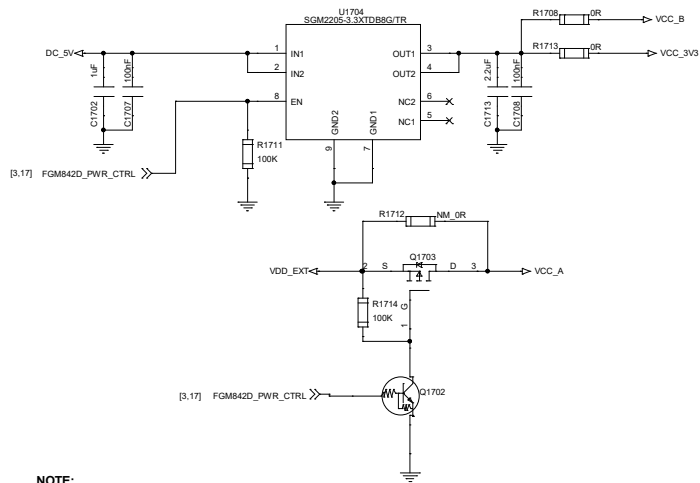 U1704
SGM2205-3.3XTDB8G/TR
R1708 0R
VCC_B
DC_5V
1 IN1
OUT1 3
R1713 0R
VCC_3V3
2 IN2
OUT2 4
1uF
100nF
2.2uF
100nF
8 EN
NC2 6
NC1 5
C1702
C1707
C1713
C1708
GND2
GND1
9
7
R1711
100K
[3,17] FGM842D_PWR_CTRL
R1712 NM_0R
Q1703
VDD_EXT
2 S
D 3
VCC_A
R1714
100K
G
1
[3,17] FGM842D_PWR_CTRL
Q1702
NOTE: